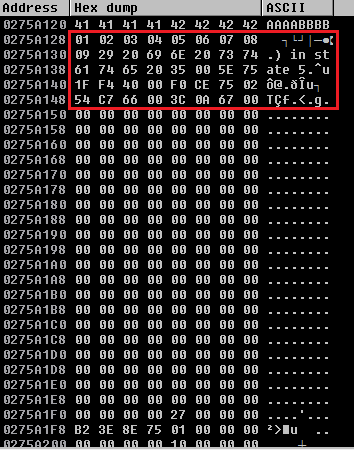 Address Hex dump ASCII
0275A120 41 41 41 41 42 42 42 42 AAAABBBB
0275A128 01 02 03 04 05 06 07 08
0275A130 09 29 20 69 6E 20 73 74 .) in st
0275A138 61 74 65 20 35 00 5E 75 ate 5.^u
0275A140 1F F4 40 00 F0 CE 75 02 ô@.ðÎu┐
0275A148 54 C7 66 00 3C 0A 67 00 TÇf.<.g.
0275A150 00 00 00 00 00 00 00 00 ........
0275A158 00 00 00 00 00 00 00 00 ........
0275A160 00 00 00 00 00 00 00 00 ........
0275A168 00 00 00 00 00 00 00 00 ........
0275A170 00 00 00 00 00 00 00 00 ........
0275A178 00 00 00 00 00 00 00 00 ........
0275A180 00 00 00 00 00 00 00 00 ........
0275A188 00 00 00 00 00 00 00 00 ........
0275A190 00 00 00 00 00 00 00 00 ........
0275A198 00 00 00 00 00 00 00 00 ........
0275A1A0 00 00 00 00 00 00 00 00 ........
0275A1A8 00 00 00 00 00 00 00 00 ........
0275A1B0 00 00 00 00 00 00 00 00 ........
0275A1B8 00 00 00 00 00 00 00 00 ........
0275A1C0 00 00 00 00 00 00 00 00 ........
0275A1C8 00 00 00 00 00 00 00 00 ........
0275A1D0 00 00 00 00 00 00 00 00 ........
0275A1D8 00 00 00 00 00 00 00 00 ........
0275A1E0 00 00 00 00 00 00 00 00 ........
0275A1E8 00 00 00 00 00 00 00 00 ........
0275A1F0 00 00 00 00 27 00 00 00 ....'...
0275A1F8 B2 3E 8E 75 01 00 00 00 ²>■u ..
0275A200 00 00 00 00 10 00 00 00